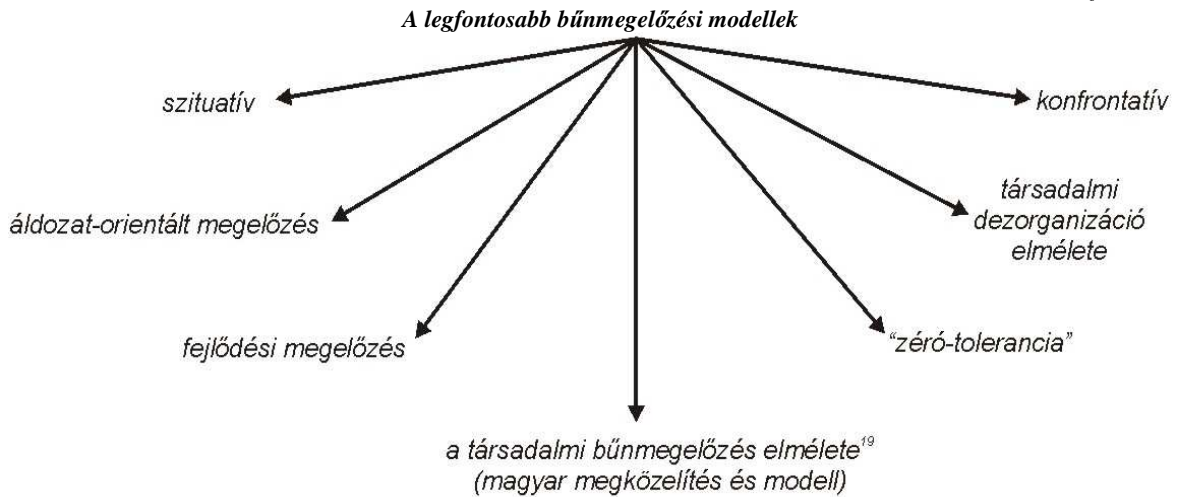 A legfontosabb bűnmegelőzési modellek
szituatív
konfrontatív
áldozat-orientált megelőzés
társadalmi
dezorganizáció
elmélete
fejlődési megelőzés
“zéró-tolerancia”
a társadalmi bűnmegelőzés elmélete¹⁹
(magyar megközelítés és modell)